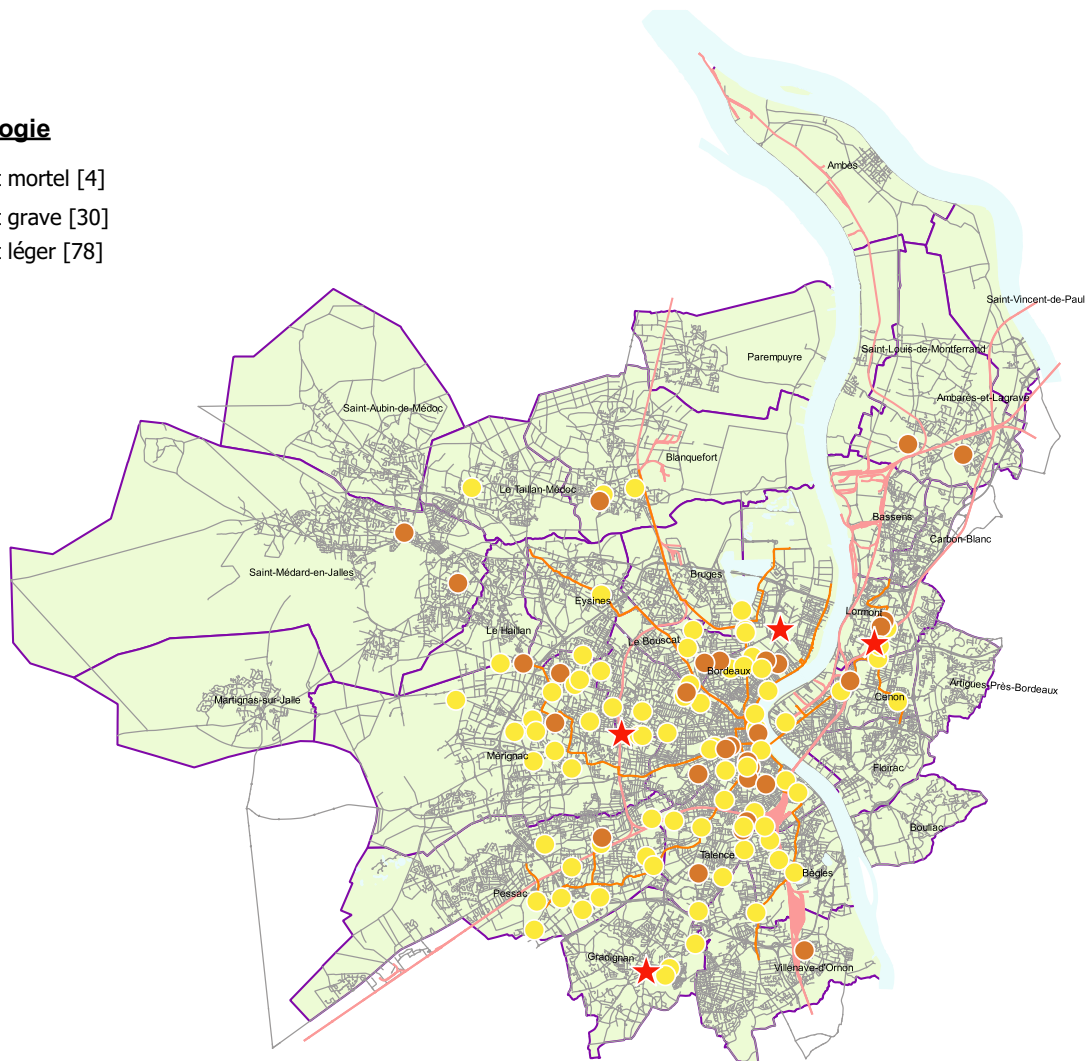 ogie
t mortel [4]
t grave [30]
t léger [78]
Ambès
Saint-Vincent-de-Paul
Saint-Louis-de-Montferrand
Parempuyre
Ambarès-et-Lagrave
Saint-Aubin-de-Médoc
Blanquefort
Le Taillan-Médoc
Bassens
Carbon-Blanc
Saint-Médard-en-Jalles
Bruges
Eysines
Lormont
Le Haillan
Le Bouscat
Bordeaux
Artigues-Près-Bordeaux
Martignas-sur-Jalle
Cenon
Mérignac
Floirac
Bouliac
Talence
Bègles
Pessac
Gradignan
Villenave-d'Ornon